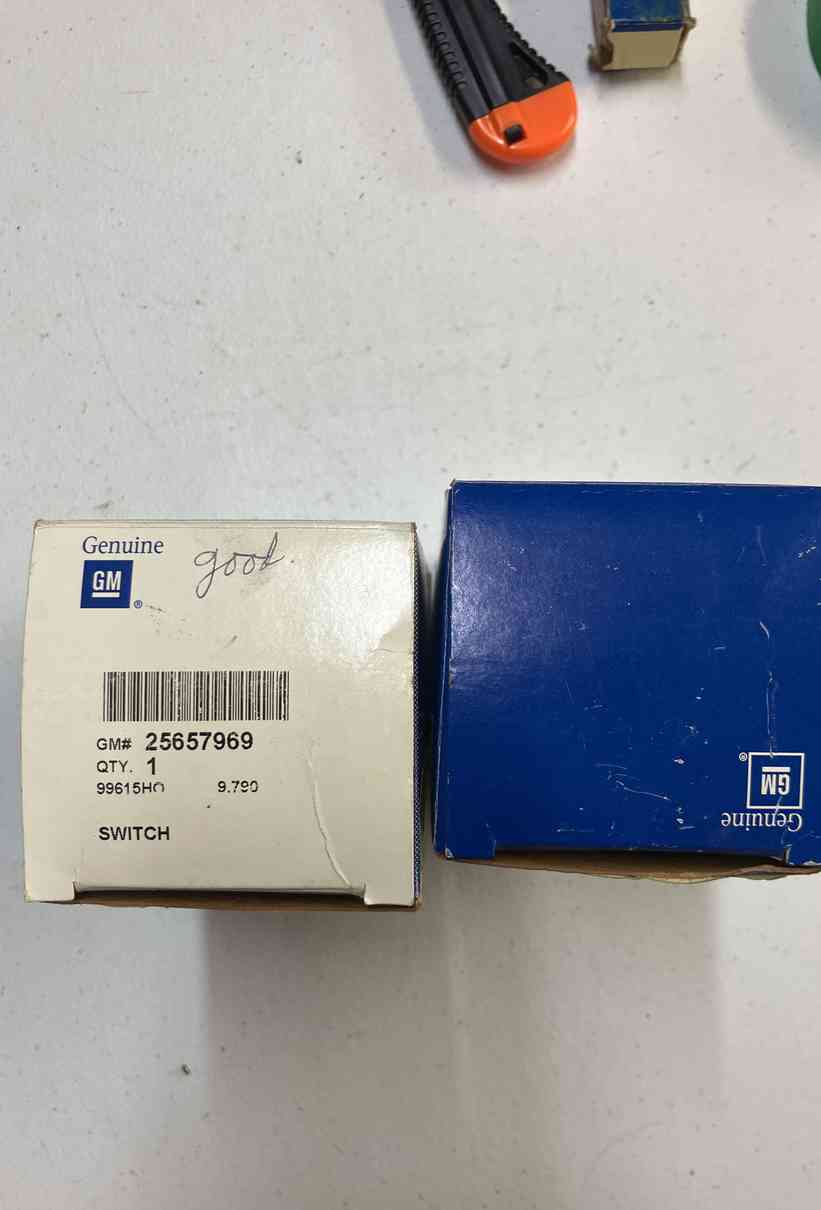 Genuine
GM
®
good.
GM# 25657969
QTY. 1
99615HO 9.790
SWITCH
GM
®
Genuine